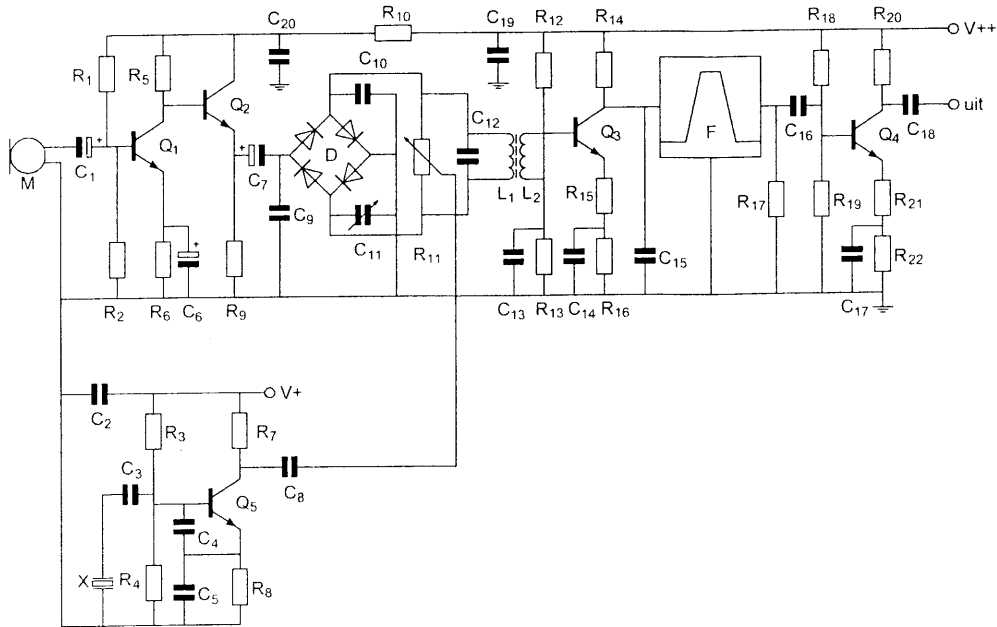 C20 R10 C19 R12 R14 R18 R20
V++
R1 R5 C10
Q2
uit
C12 Q3 F C16 Q4 C18
M C1 + Q1 + C7 D
L1 L2
C9 R15 R17 R19 R21
+ C11 R11
C15 R22
R2 R6 C6 R9 C13 R13 C14 R16 C17
V+
C2 R3 R7
C3 C8
Q5
C4
X R4 C5 R8